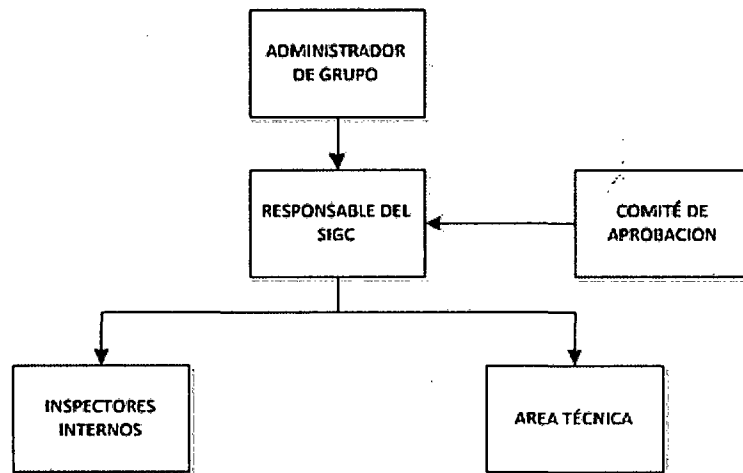 ADMINISTRADOR
DE GRUPO
RESPONSABLE DEL
SIGC
COMITÉ DE
APROBACION
INSPECTORES
INTERNOS
AREA TÉCNICA